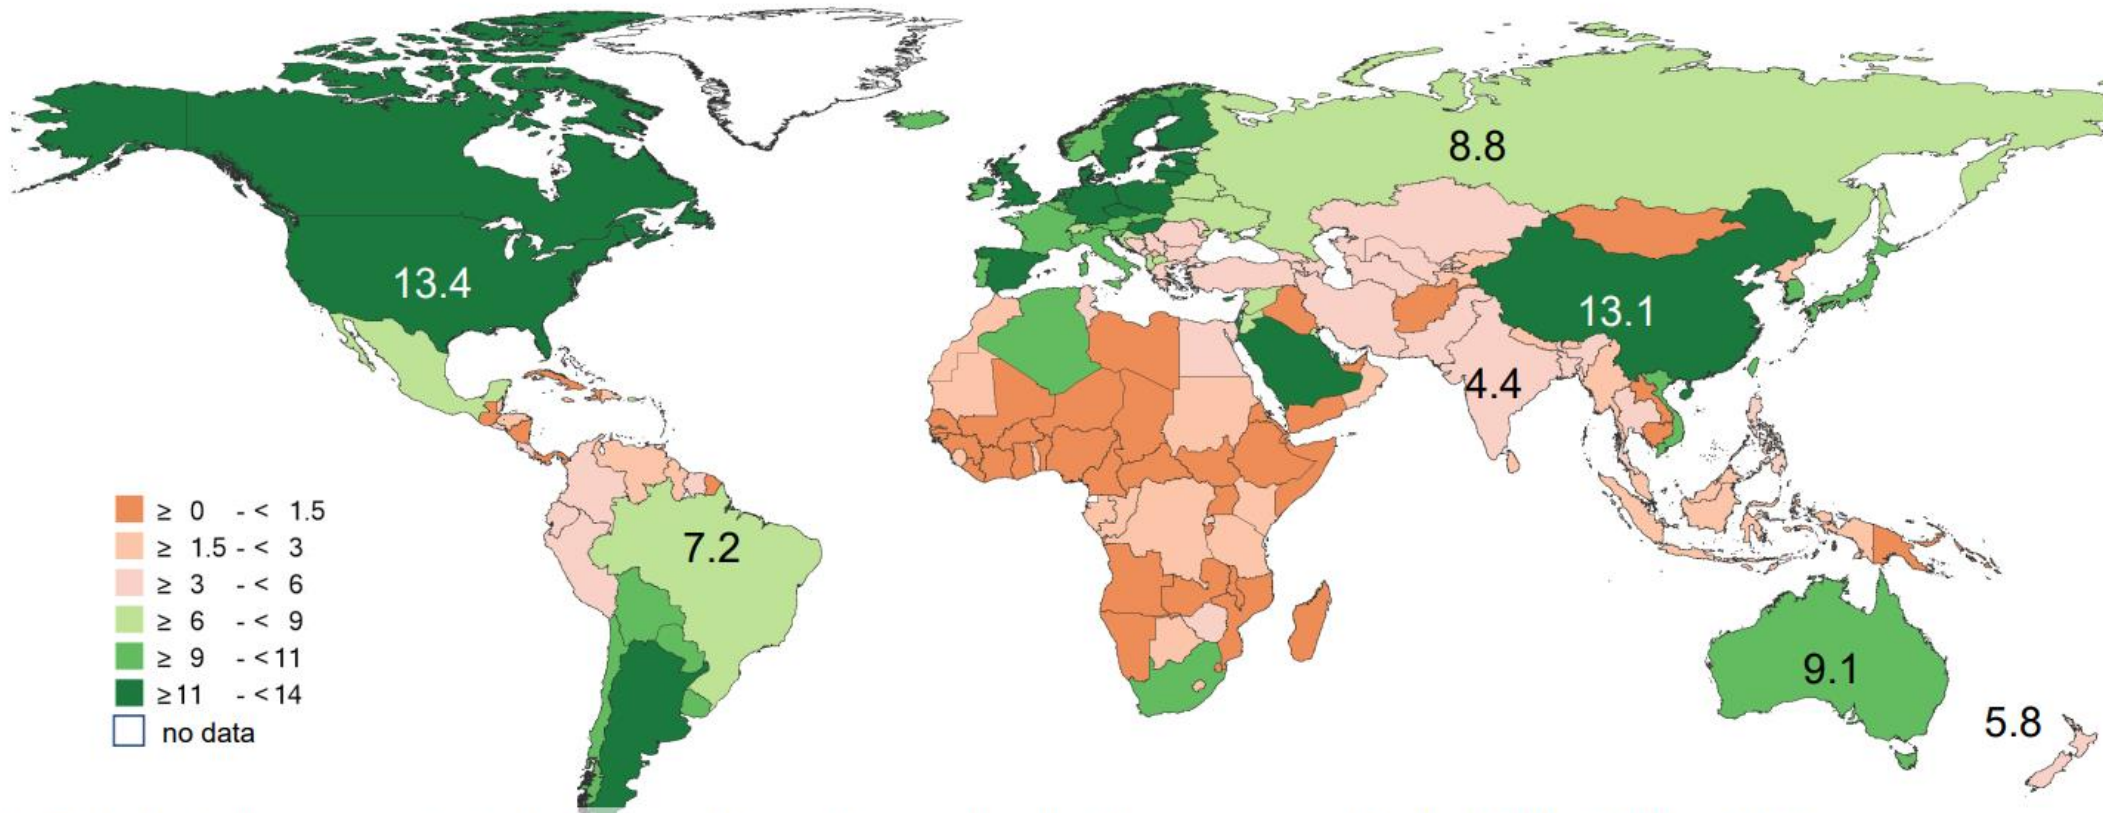 8.8
13.4
13.1
4.4
≥ 0 - < 1.5
≥ 1.5 - < 3
7.2
≥ 3 - < 6
≥ 6 - < 9
≥ 9 - < 11
9.1
≥11 - < 14
5.8
no data